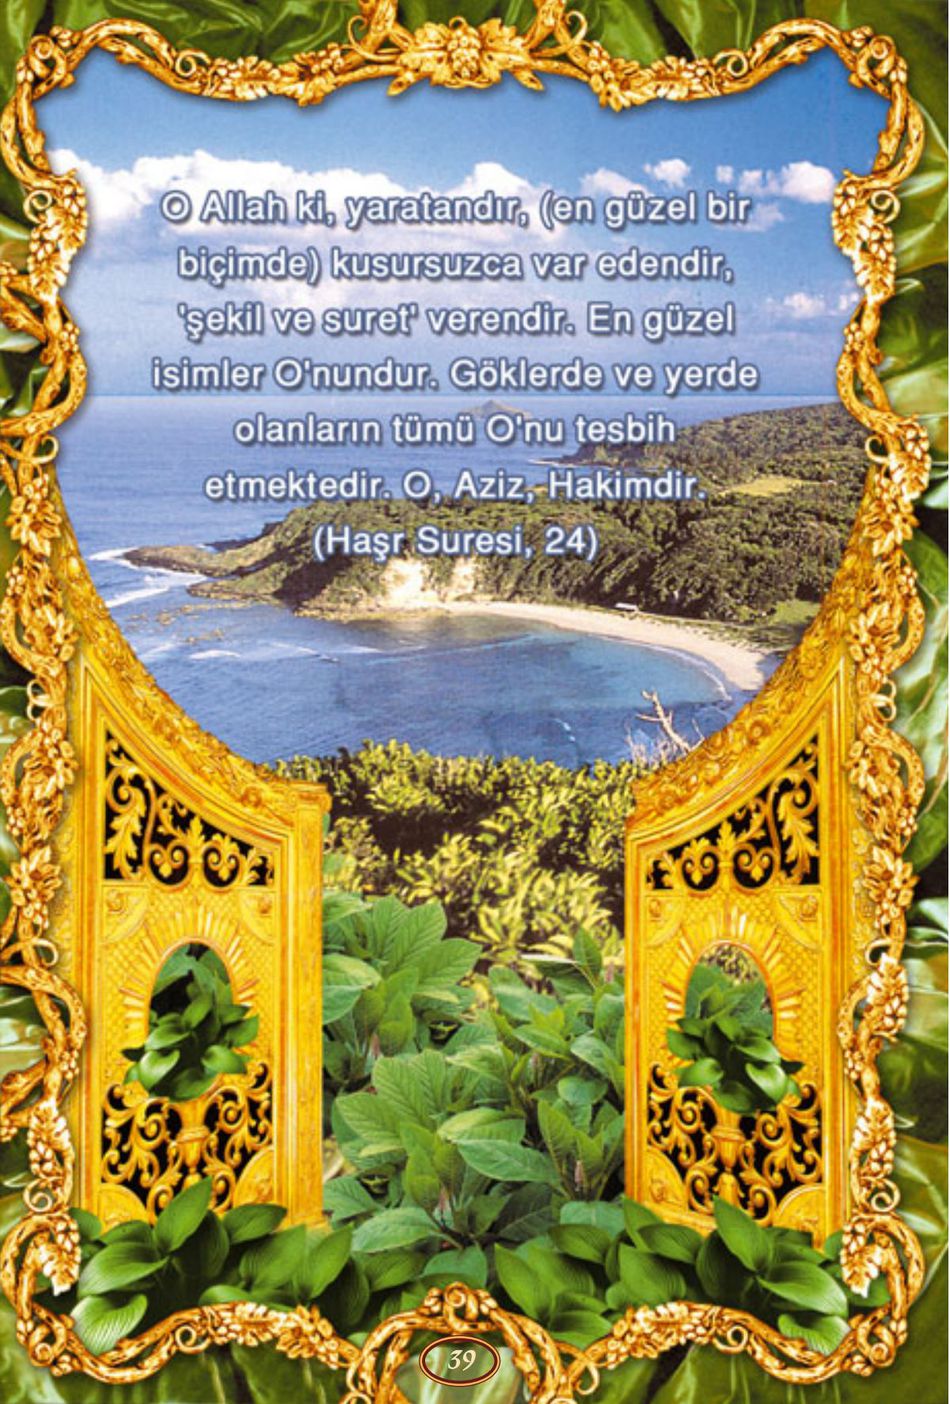 O Allah ki, yaratandır, (en güzel bir
biçimde) kusursuzca var edendir,
'şekil ve suret' verendir. En güzel
isimler O'nundur. Göklerde ve yerde
olanların tümü O'nu tesbih
etmektedir. O, Aziz, Hakimdir.
(Haşr Suresi, 24)
39